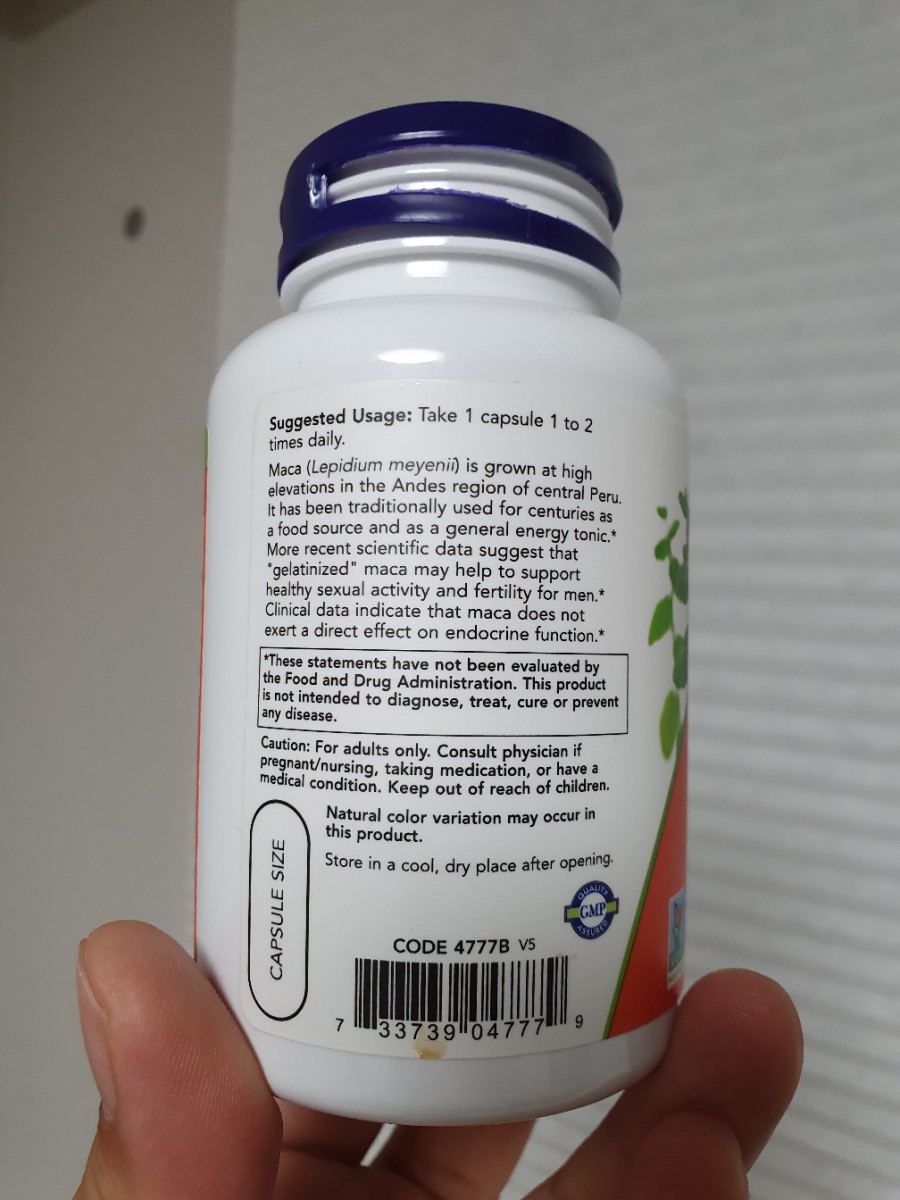 Suggested Usage: Take 1 capsule 1 to 2
times daily.
Maca (Lepidium meyenii) is grown at high
elevations in the Andes region of central Peru.
It has been traditionally used for centuries as
a food source and as a general energy tonic.*
More recent scientific data suggest that
"gelatinized" maca may help to support
healthy sexual activity and fertility for men.*
Clinical data indicate that maca does not
exert a direct effect on endocrine function.*
*These statements have not been evaluated by
the Food and Drug Administration. This product
is not intended to diagnose, treat, cure or prevent
any disease.
Caution: For adults only. Consult physician if
pregnant/nursing, taking medication, or have a
medical condition. Keep out of reach of children.
CAPSULE SIZE
Natural color variation may occur in
this product.
Store in a cool, dry place after opening.
QUALITY
GMP
ASSURED
CODE 4777B V5
7 33739 04777 9